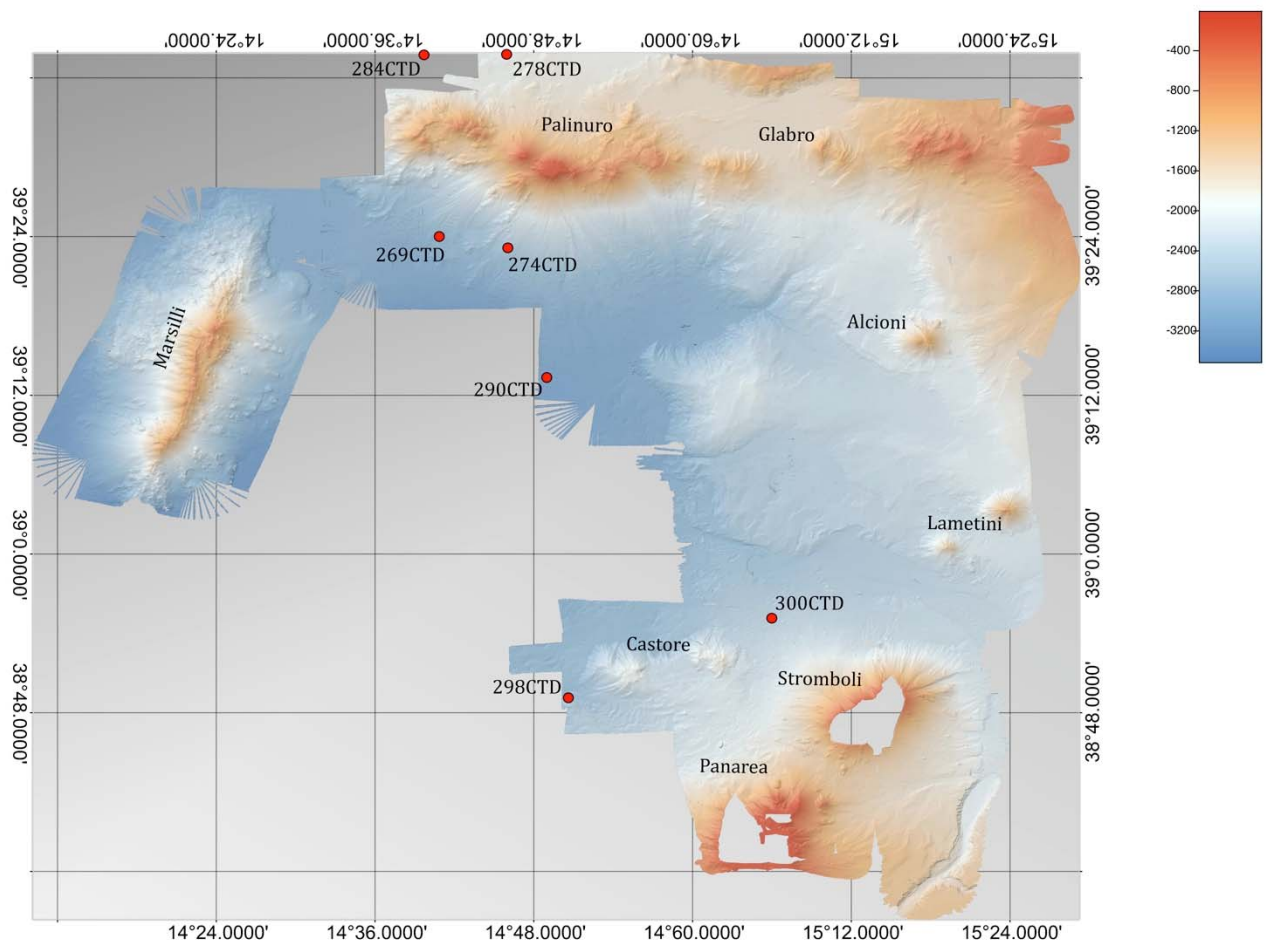 14°24.0000'
14°36.0000'
14°48.0000'
14°60.0000'
15°12.0000'
15°24.0000'
-400
-800
-1200
-1600
-2000
-2400
-2800
-3200
284CTD
278CTD
Palinuro
Glabro
39°24.0000'
39°24.0000'
269CTD
274CTD
Marsilli
Alcioni
39°12.0000'
39°12.0000'
290CTD
Lametini
39°0.0000'
39°0.0000'
300CTD
Castore
Stromboli
298CTD
38°48.0000'
38°48.0000'
Panarea
14°24.0000'
14°36.0000'
14°48.0000'
14°60.0000'
15°12.0000'
15°24.0000'